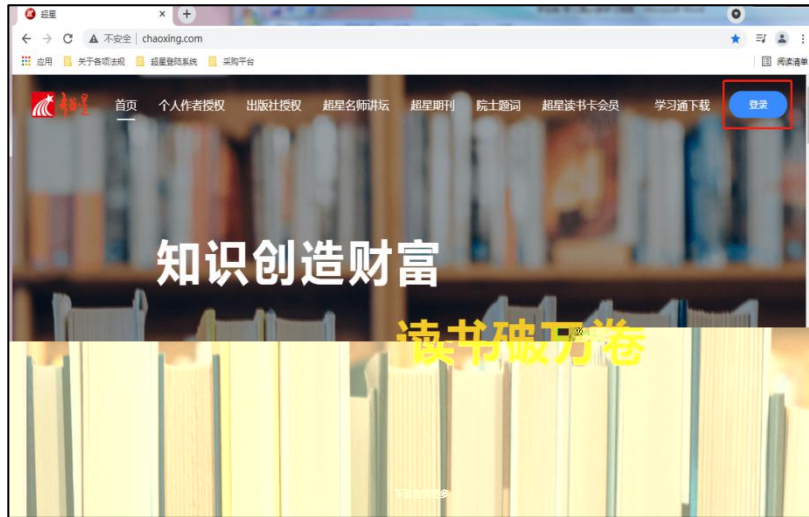 超星
不安全 | chaoxing.com
应用 关于各项法规 超星登陆系统 采购平台 阅读清单
超星 首页 个人作者授权 出版社授权 超星名师讲坛 超星期刊 院士题词 超星读书卡会员 学习通下载 登录
知识创造财富
读书破万卷